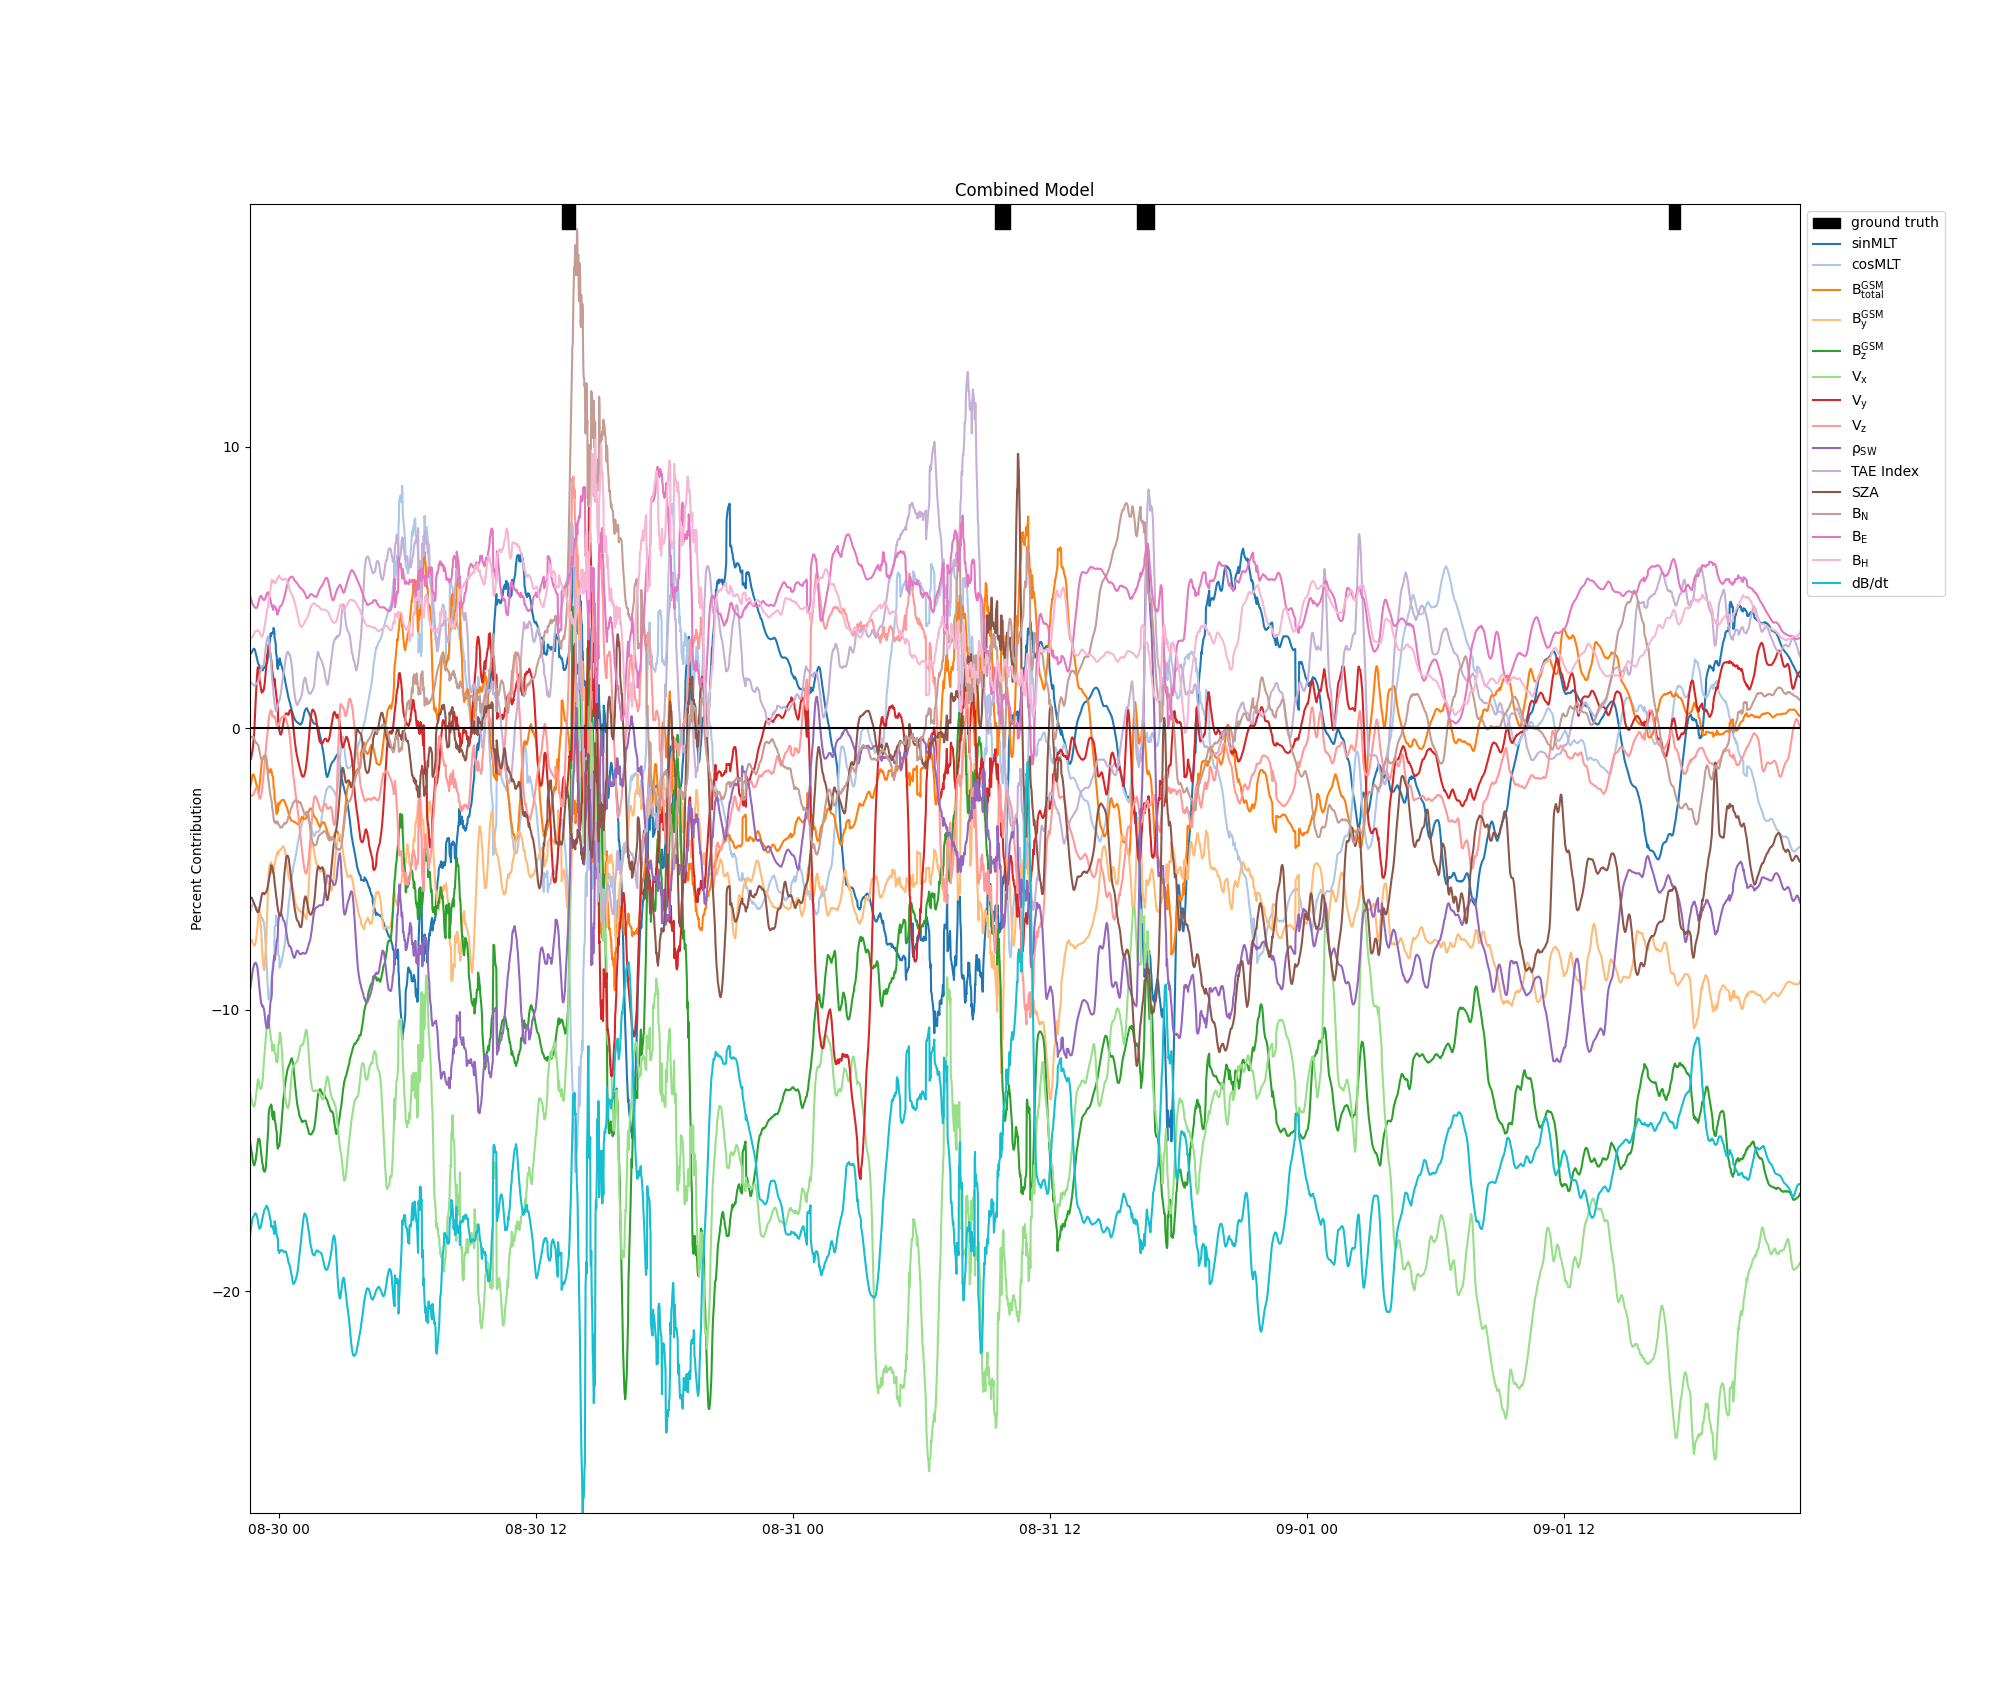 Combined Model
ground truth
sinMLT
cosMLT
B_total^GSM
B_y^GSM
B_z^GSM
V_x
V_y
V_z
ρ_SW
TAE Index
SZA
B_N
B_E
B_H
dB/dt
Percent Contribution
10
0
−10
−20
08-30 00
08-30 12
08-31 00
08-31 12
09-01 00
09-01 12